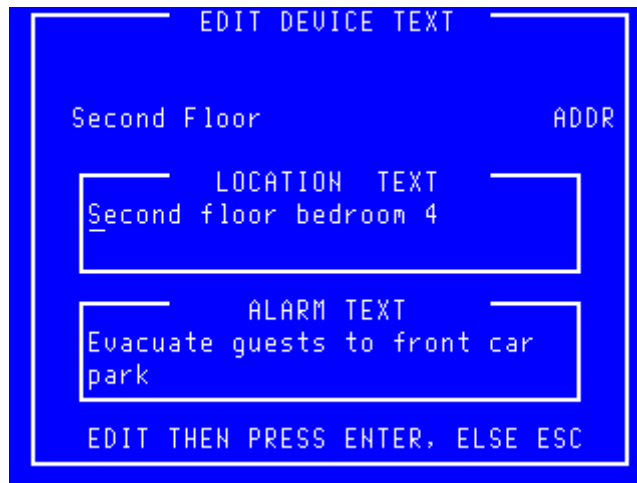 EDIT DEVICE TEXT
Second Floor ADDR
LOCATION TEXT
Second floor bedroom 4
ALARM TEXT
Evacuate guests to front car
park
EDIT THEN PRESS ENTER, ELSE ESC